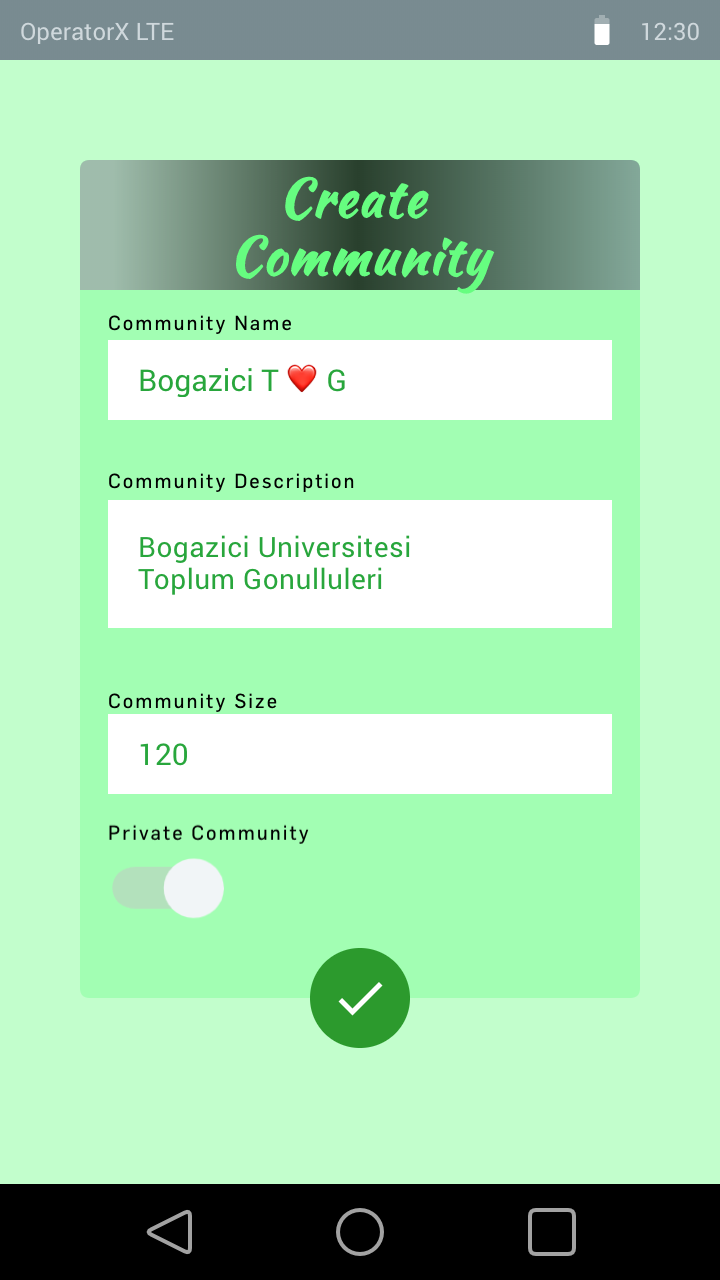 OperatorX LTE 12:30
Create
Community
Community Name
Bogazici T ❤️ G
Community Description
Bogazici Universitesi
Toplum Gonulluleri
Community Size
120
Private Community